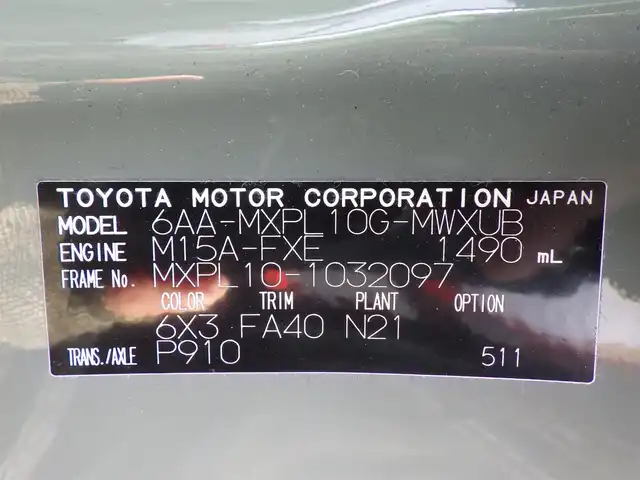 TOYOTA MOTOR CORPORATION JAPAN
MODEL 6AA-MXPL10G-MWXUB
ENGINE M15A-FXE 1490 mL
FRAME No. MXPL10-1032097
COLOR TRIM PLANT OPTION
6X3 FA40 N21
TRANS./AXLE P910 511